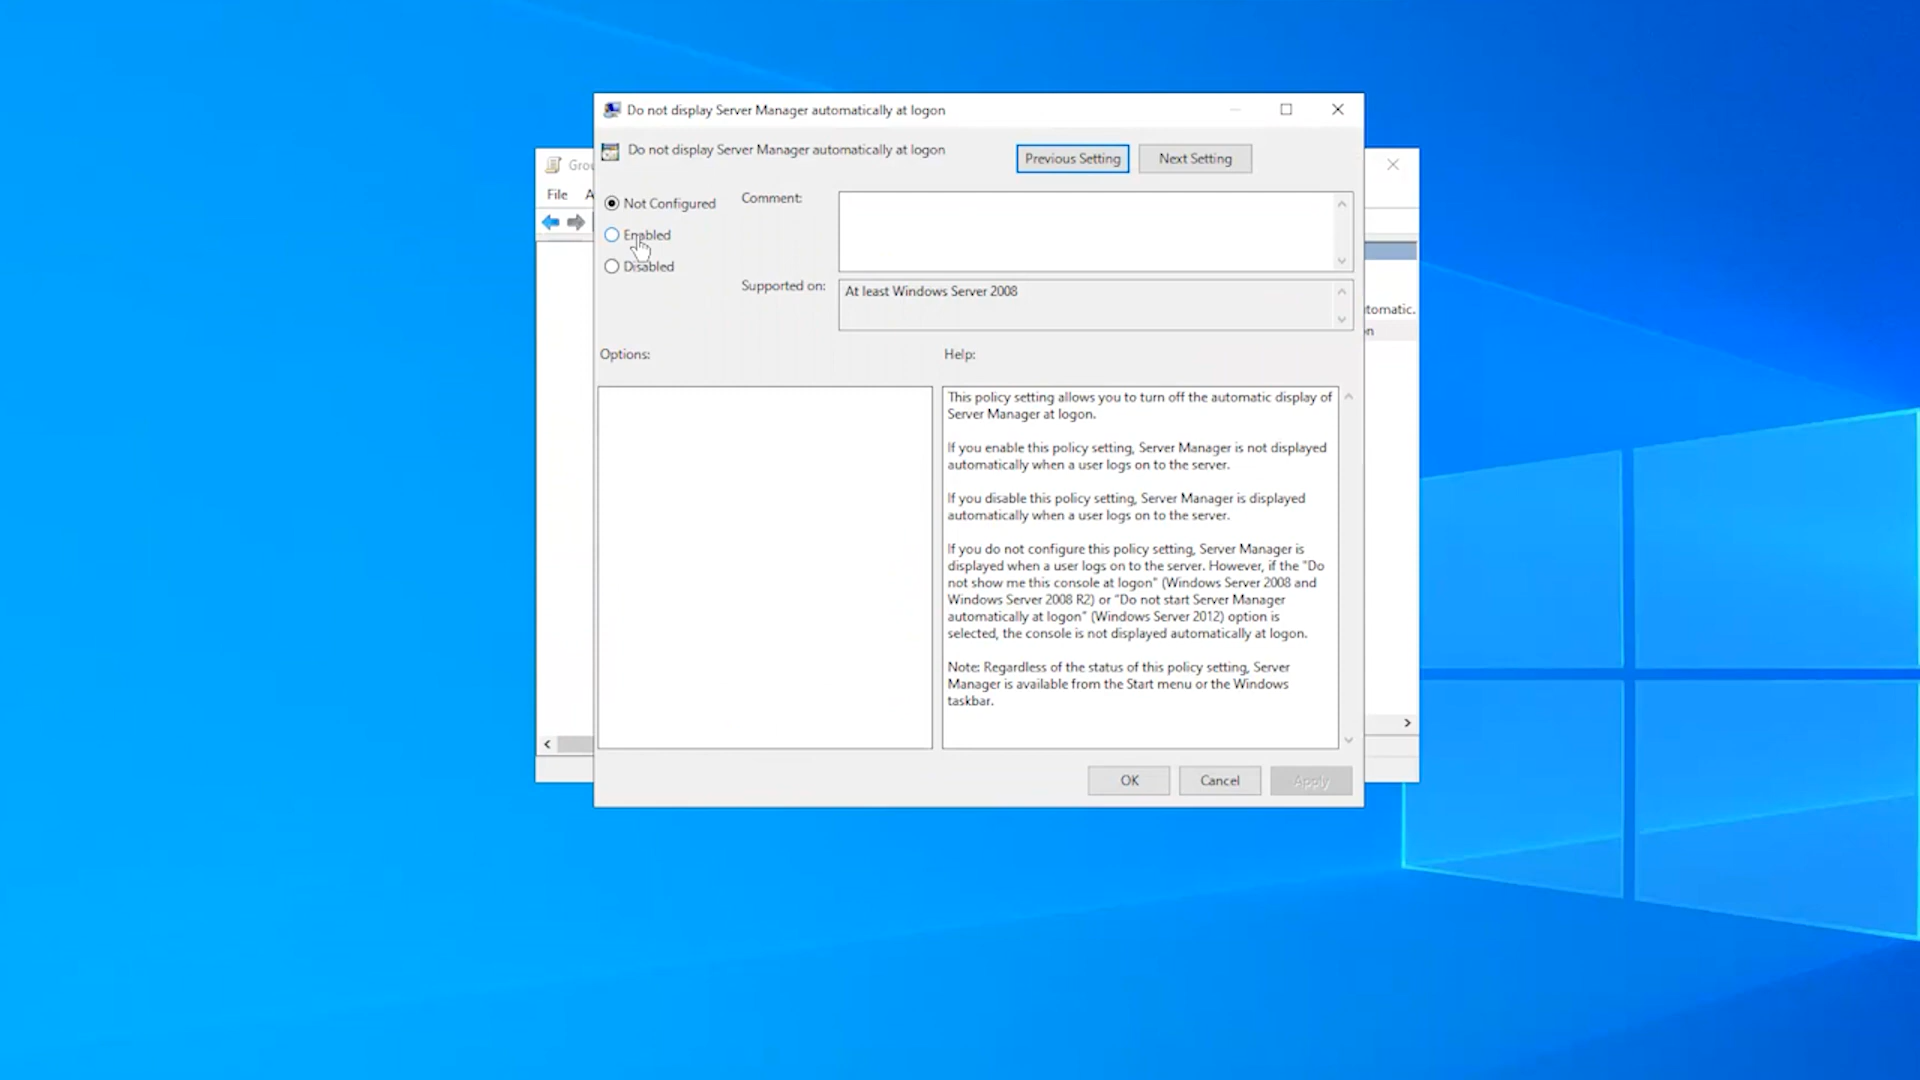 Do not display Server Manager automatically at logon
Do not display Server Manager automatically at logon
Previous Setting
Next Setting
File
Not Configured
Enabled
Disabled
Comment:
Supported on:
At least Windows Server 2008
Options:
Help:
This policy setting allows you to turn off the automatic display of
Server Manager at logon.
If you enable this policy setting, Server Manager is not displayed
automatically when a user logs on to the server.
If you disable this policy setting, Server Manager is displayed
automatically when a user logs on to the server.
If you do not configure this policy setting, Server Manager is
displayed when a user logs on to the server. However, if the "Do
not show me this console at logon" (Windows Server 2008 and
Windows Server 2008 R2) or "Do not start Server Manager
automatically at logon" (Windows Server 2012) option is
selected, the console is not displayed automatically at logon.
Note: Regardless of the status of this policy setting, Server
Manager is available from the Start menu or the Windows
taskbar.
OK
Cancel
Apply